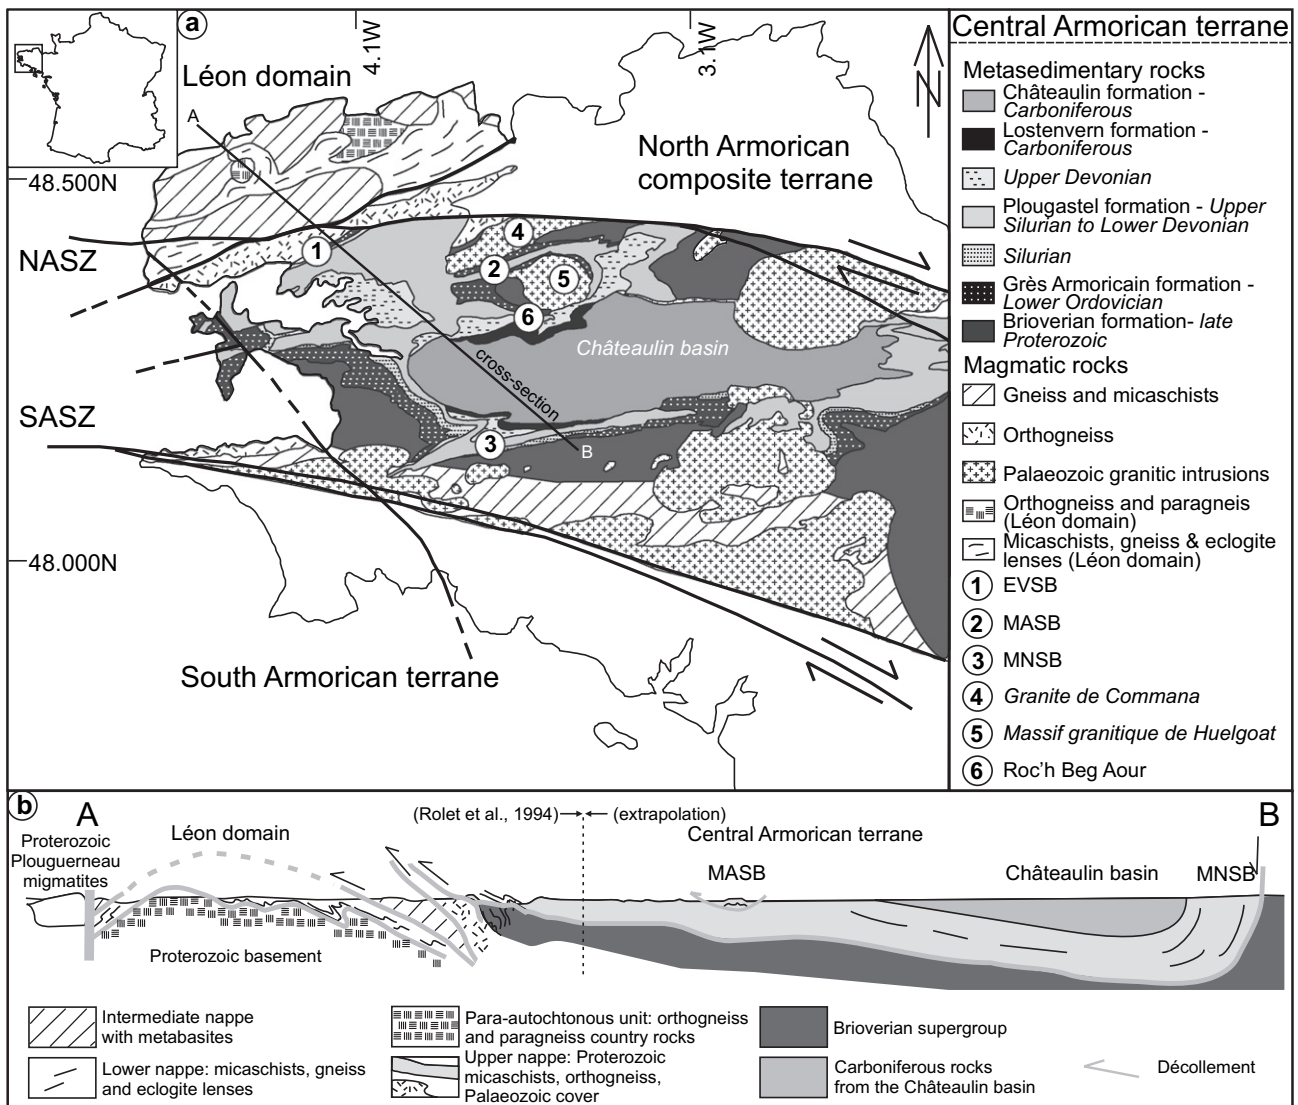 a
4.1W
3.1W
Léon domain
A
48.500N
North Armorican
composite terrane
NASZ
1
4
2
5
6
Châteaulin basin
cross-section
SASZ
3
B
48.000N
South Armorican terrane
N
Central Armorican terrane
Metasedimentary rocks
Châteaulin formation -
Carboniferous
Lostenvern formation -
Carboniferous
Upper Devonian
Plougastel formation - Upper
Silurian to Lower Devonian
Silurian
Grès Armoricain formation -
Lower Ordovician
Brioverian formation- late
Proterozoic
Magmatic rocks
Gneiss and micaschists
Orthogneiss
Palaeozoic granitic intrusions
Orthogneiss and paragneis
(Léon domain)
Micaschists, gneiss & eclogite
lenses (Léon domain)
1 EVSB
2 MASB
3 MNSB
4 Granite de Commana
5 Massif granitique de Huelgoat
6 Roc'h Beg Aour
b
A
(Rolet et al., 1994)
(extrapolation)
B
Proterozoic
Plouguerneau
migmatites
Léon domain
Central Armorican terrane
MASB
Châteaulin basin
MNSB
Proterozoic basement
Intermediate nappe
with metabasites
Lower nappe: micaschists, gneiss
and eclogite lenses
Para-autochtonous unit: orthogneiss
and paragneiss country rocks
Upper nappe: Proterozoic
micaschists, orthogneiss,
Palaeozoic cover
Brioverian supergroup
Carboniferous rocks
from the Châteaulin basin
Décollement